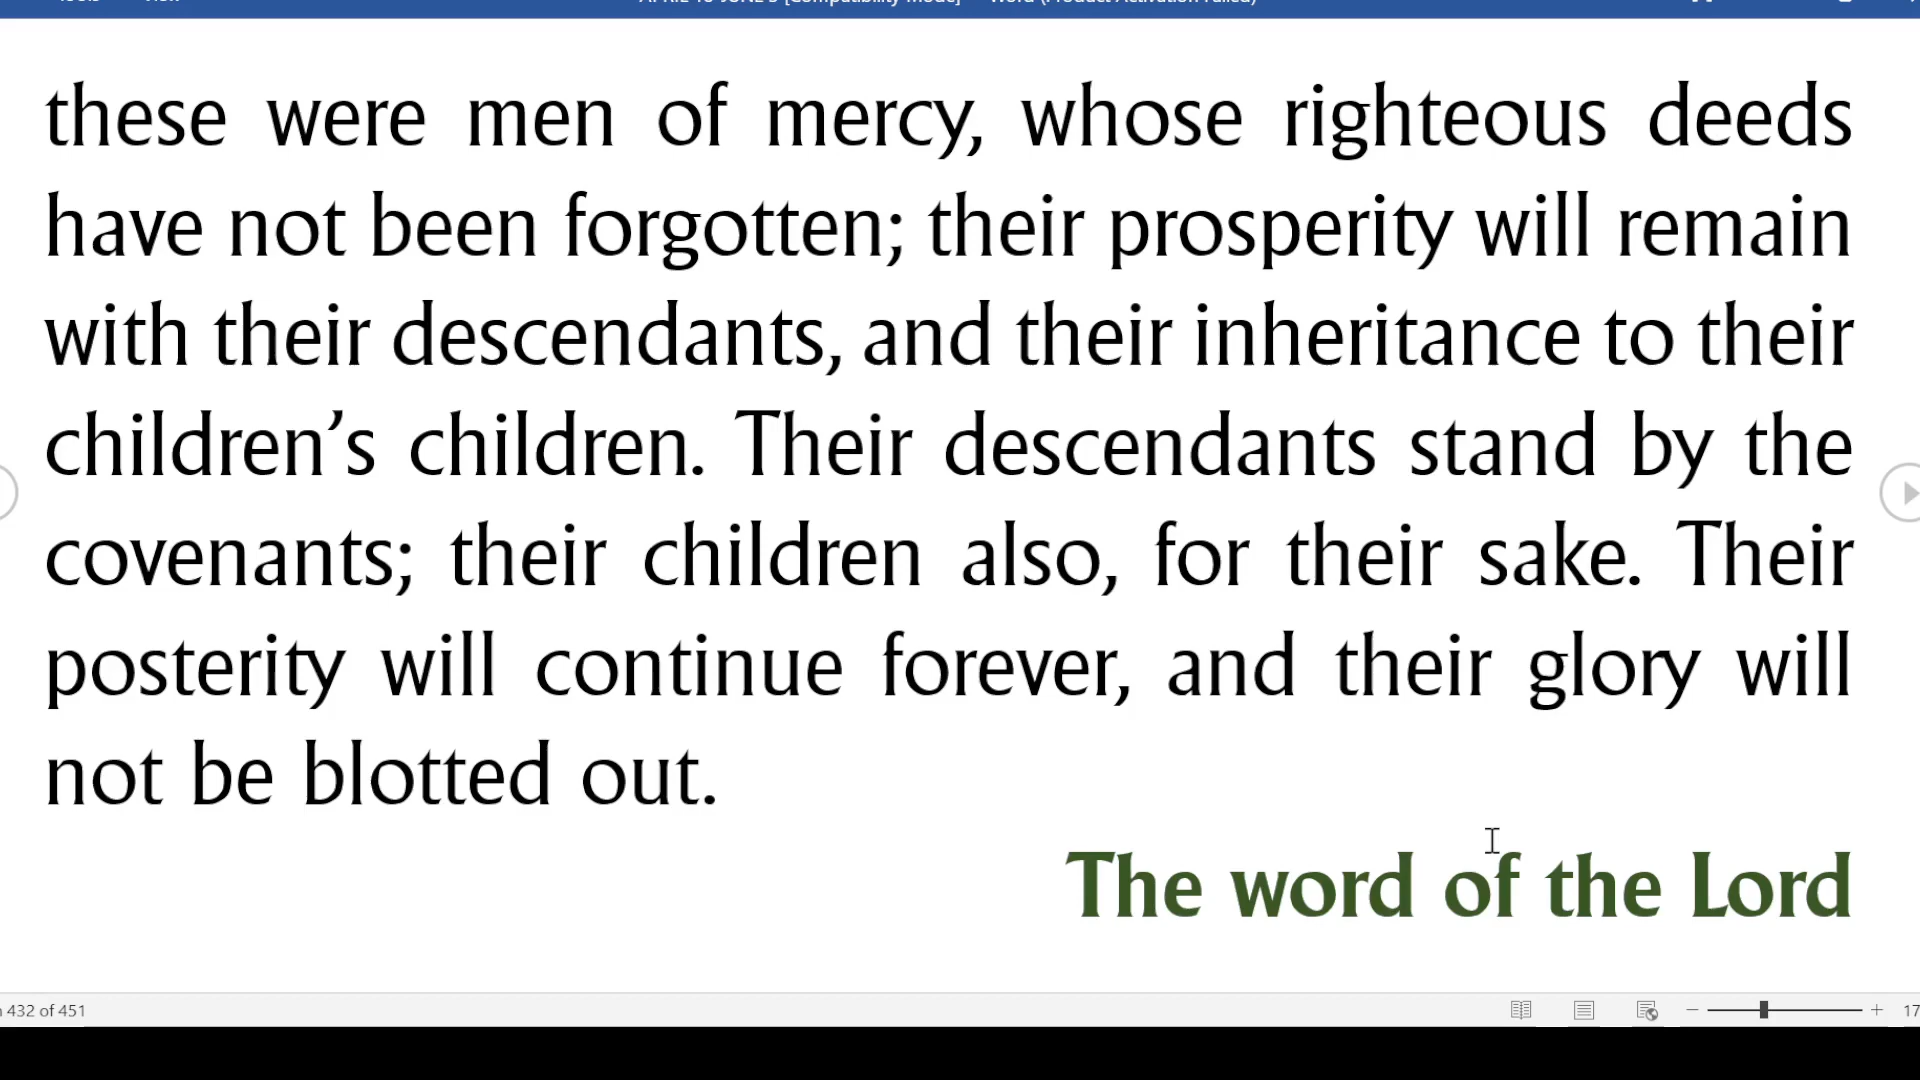 these were men of mercy, whose righteous deeds
have not been forgotten; their prosperity will remain
with their descendants, and their inheritance to their
children’s children. Their descendants stand by the
covenants; their children also, for their sake. Their
posterity will continue forever, and their glory will
not be blotted out.
The word of the Lord
432 of 451
17